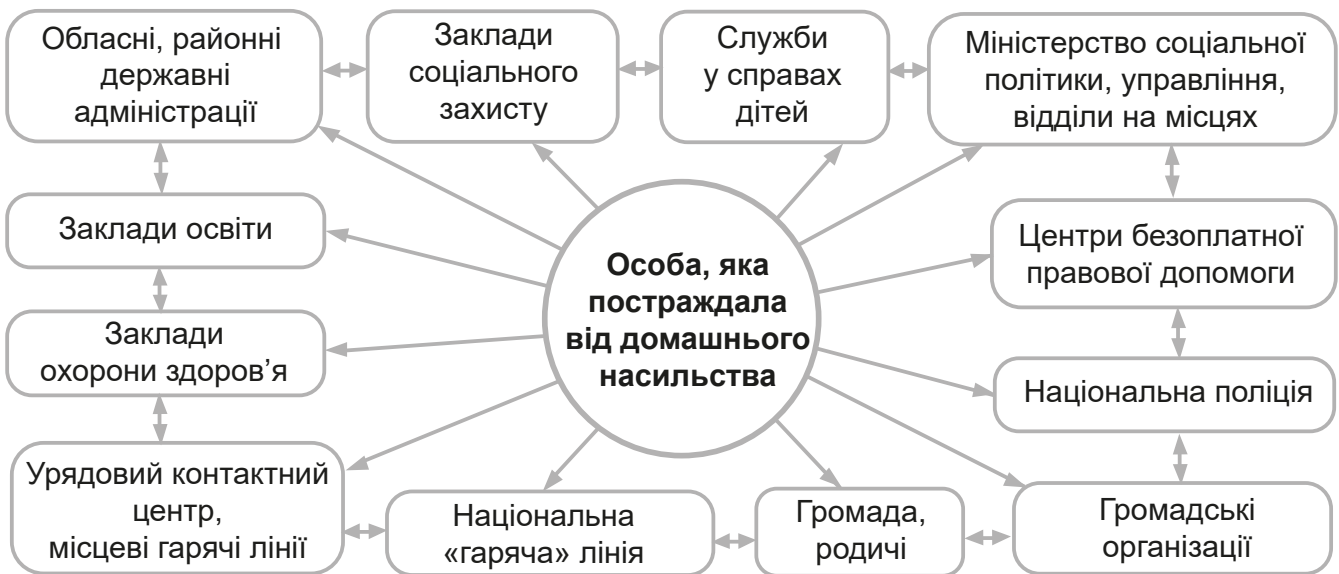 Обласні, районні
державні
адміністрації
Заклади
соціального
захисту
Служби
у справах
дітей
Міністерство соціальної
політики, управління,
відділи на місцях
Заклади освіти
Центри безоплатної
правової допомоги
Особа, яка
постраждала
від домашнього
насильства
Заклади
охорони здоров’я
Національна поліція
Урядовий контактний
центр,
місцеві гарячі лінії
Національна
«гаряча» лінія
Громада,
родичі
Громадські
організації